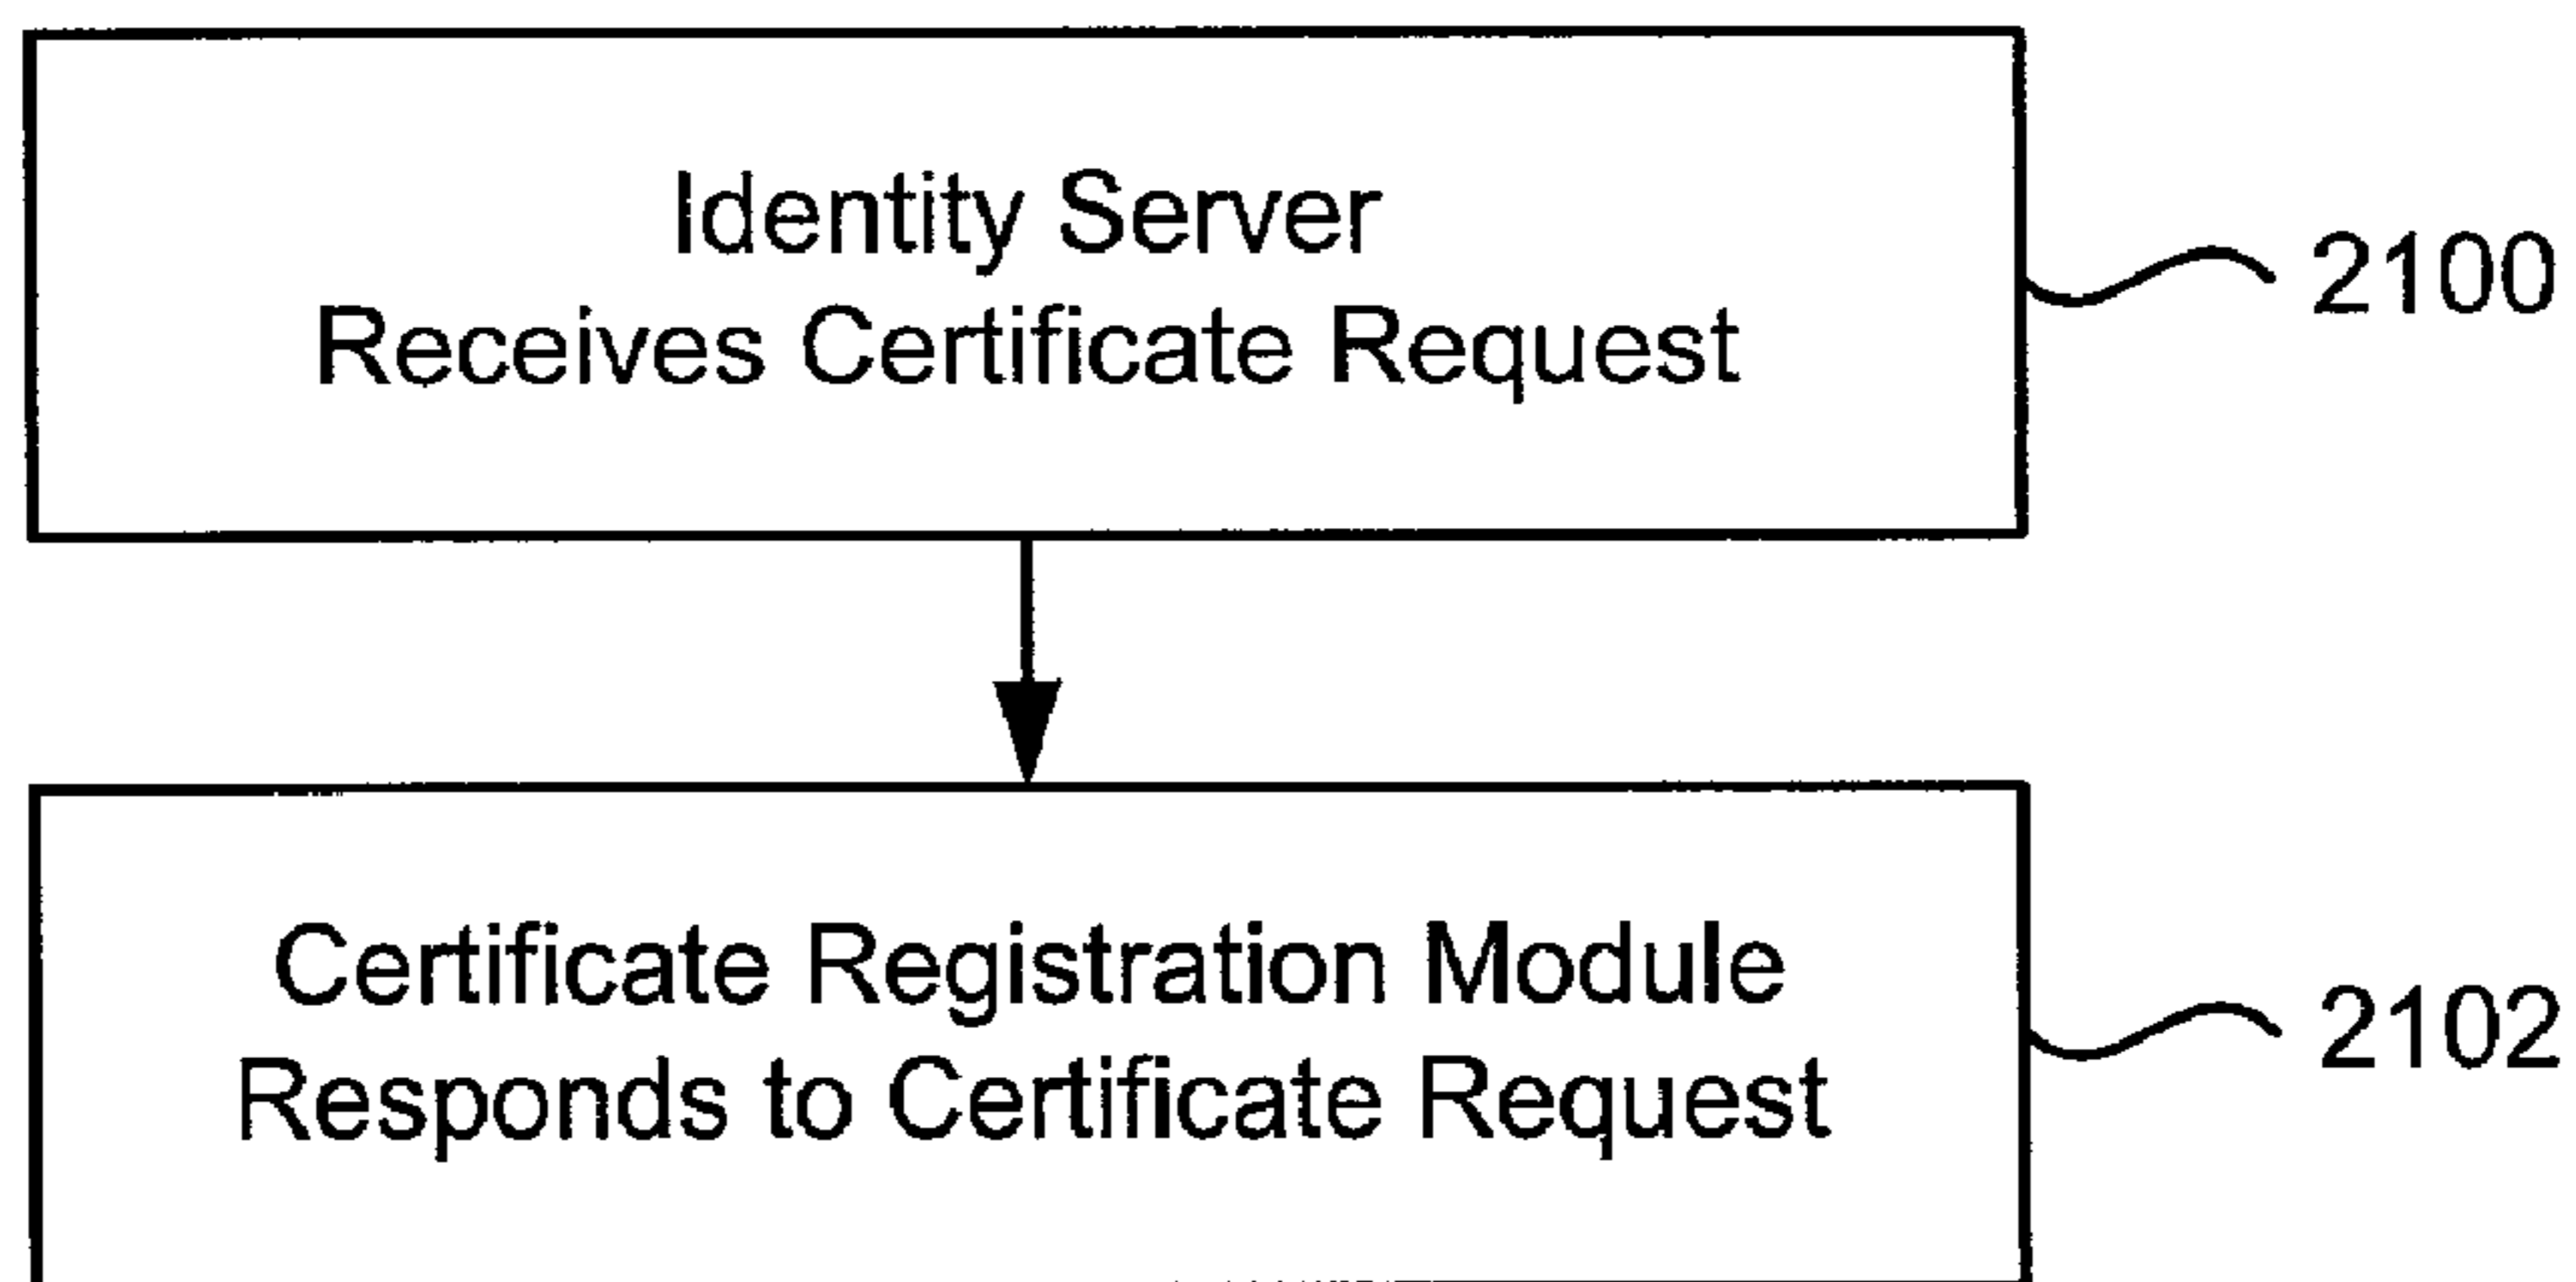 Identity Server
Receives Certificate Request
2100
Certificate Registration Module
Responds to Certificate Request
2102